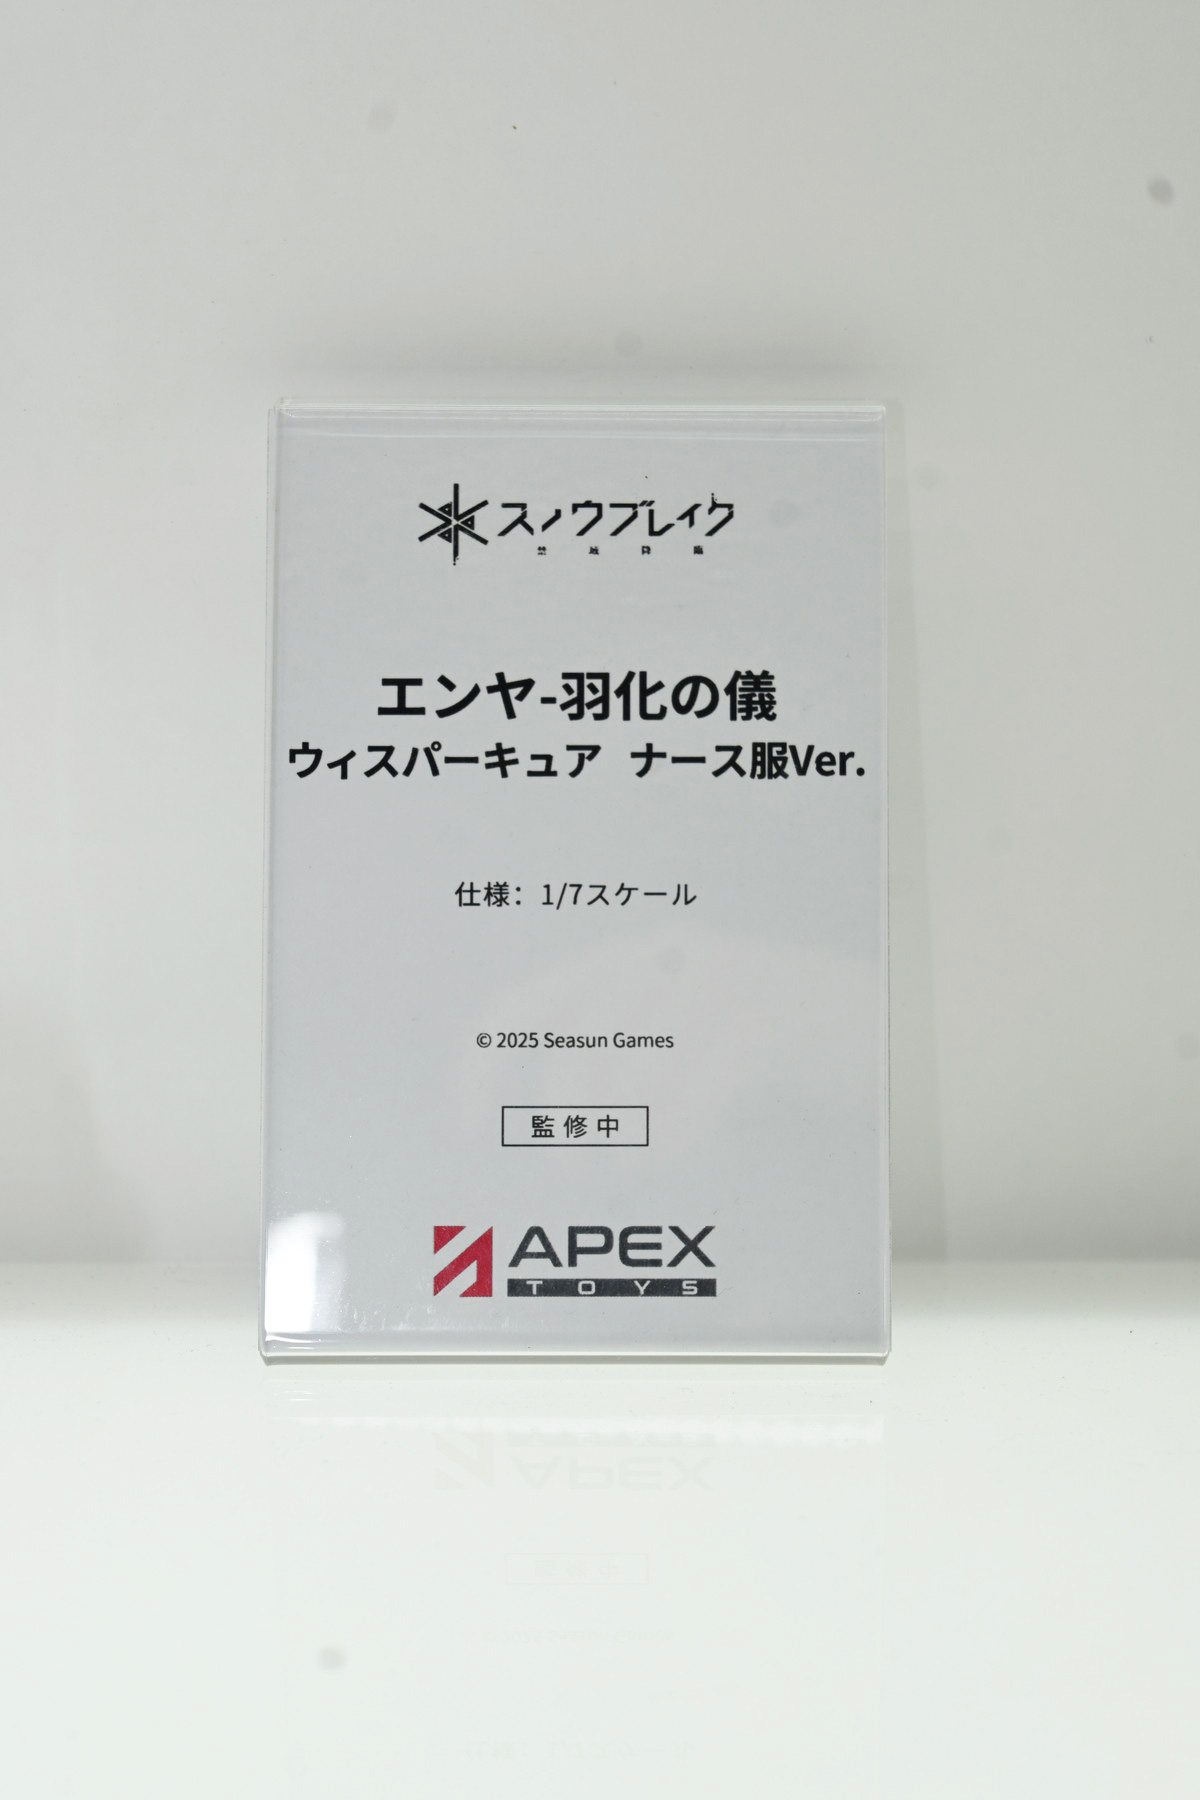 スノウブレイク
禁域降臨
エンヤ-羽化の儀
ウィスパーキュア ナース服Ver.
仕様：1/7スケール
© 2025 Seasun Games
監修中
APEX
TOYS